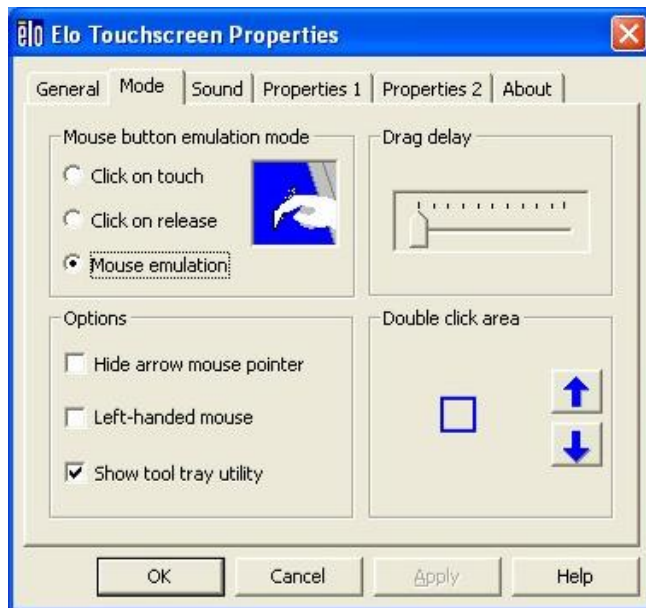 ēlo Elo Touchscreen Properties
General Mode Sound Properties 1 Properties 2 About
Mouse button emulation mode
Click on touch
Click on release
Mouse emulation
Drag delay
Options
Hide arrow mouse pointer
Left-handed mouse
Show tool tray utility
Double click area
OK Cancel Apply Help